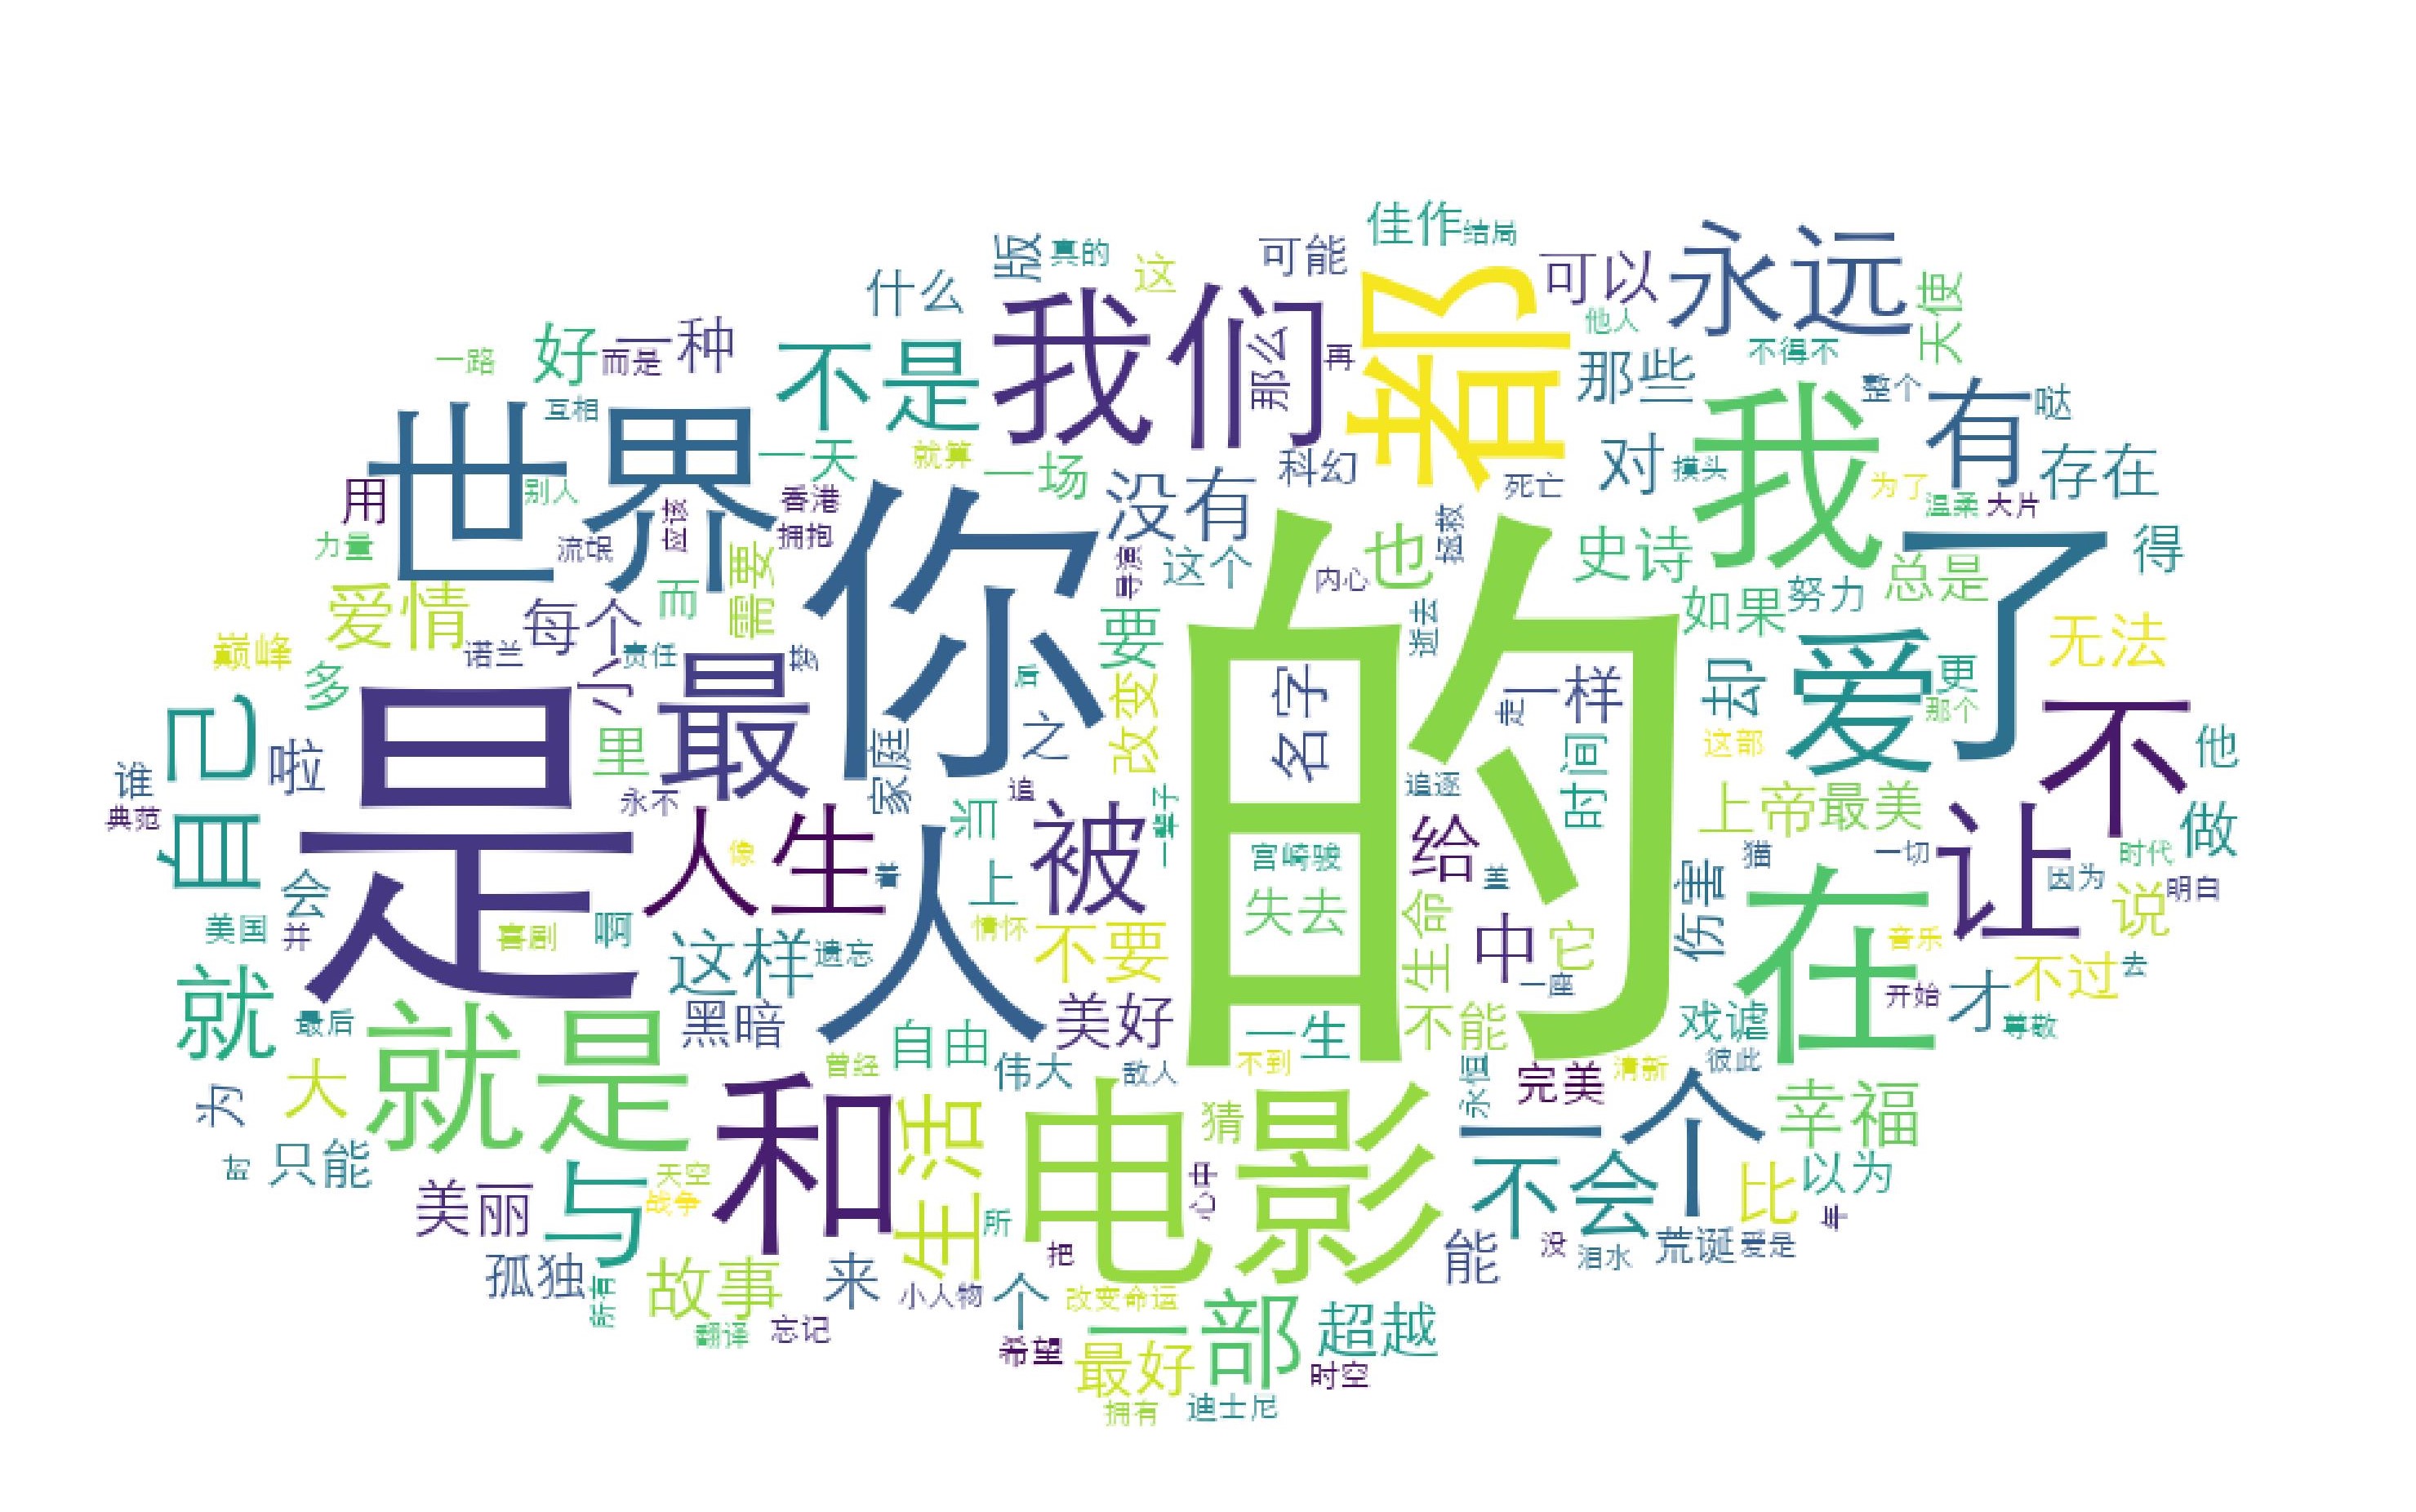 佳作
结局
永远
版
真的
这
可能
什么
我们
都
可以
天使
他人
好
一种
而是
一路
不是
那么
再
那些
不得不
整个
世界
互相
一天
就算
一场
没有
科幻
死亡
对
摸头
我
有
哒
存在
为了
温柔
大片
用
别人
香港
应该
拥抱
力量
流氓
需要
你
导演
这个
内心
也
拯救
史诗
了
得
爱情
每个
而
要
的
逝去
如果
努力
总是
无法
巅峰
诺兰
责任
梦
多
小
最
后
之
改变
名字
走
一样
却
爱
更
那个
不
他
自己
啦
是
里
永不
家庭
追
一辈子
追逐
时间
这部
上帝
最美
让
做
谁
典范
人生
像
当
被
人
宫崎骏
给
猫
一切
时代
因为
明白
会
上
失去
生命
伤害
在
说
美国
并
喜剧
啊
这样
遗忘
情怀
不要
中
它
一座
音乐
不过
去
就
最后
就是
黑暗
自由
美好
一生
不能
戏谑
开始
才
尊敬
曾经
伟大
敌人
不到
永恒
完美
清新
彼此
为
大
和
生活
电影
猜
一个
幸福
时
只能
美丽
与
天空
战争
所
心中
不会
比
以为
年
孤独
所有
故事
来
小人物
个
把
改变命运
能
没
泪水
荒诞
爱是
翻译
忘记
希望
一部
超越
最好
时空
拥有
迪士尼